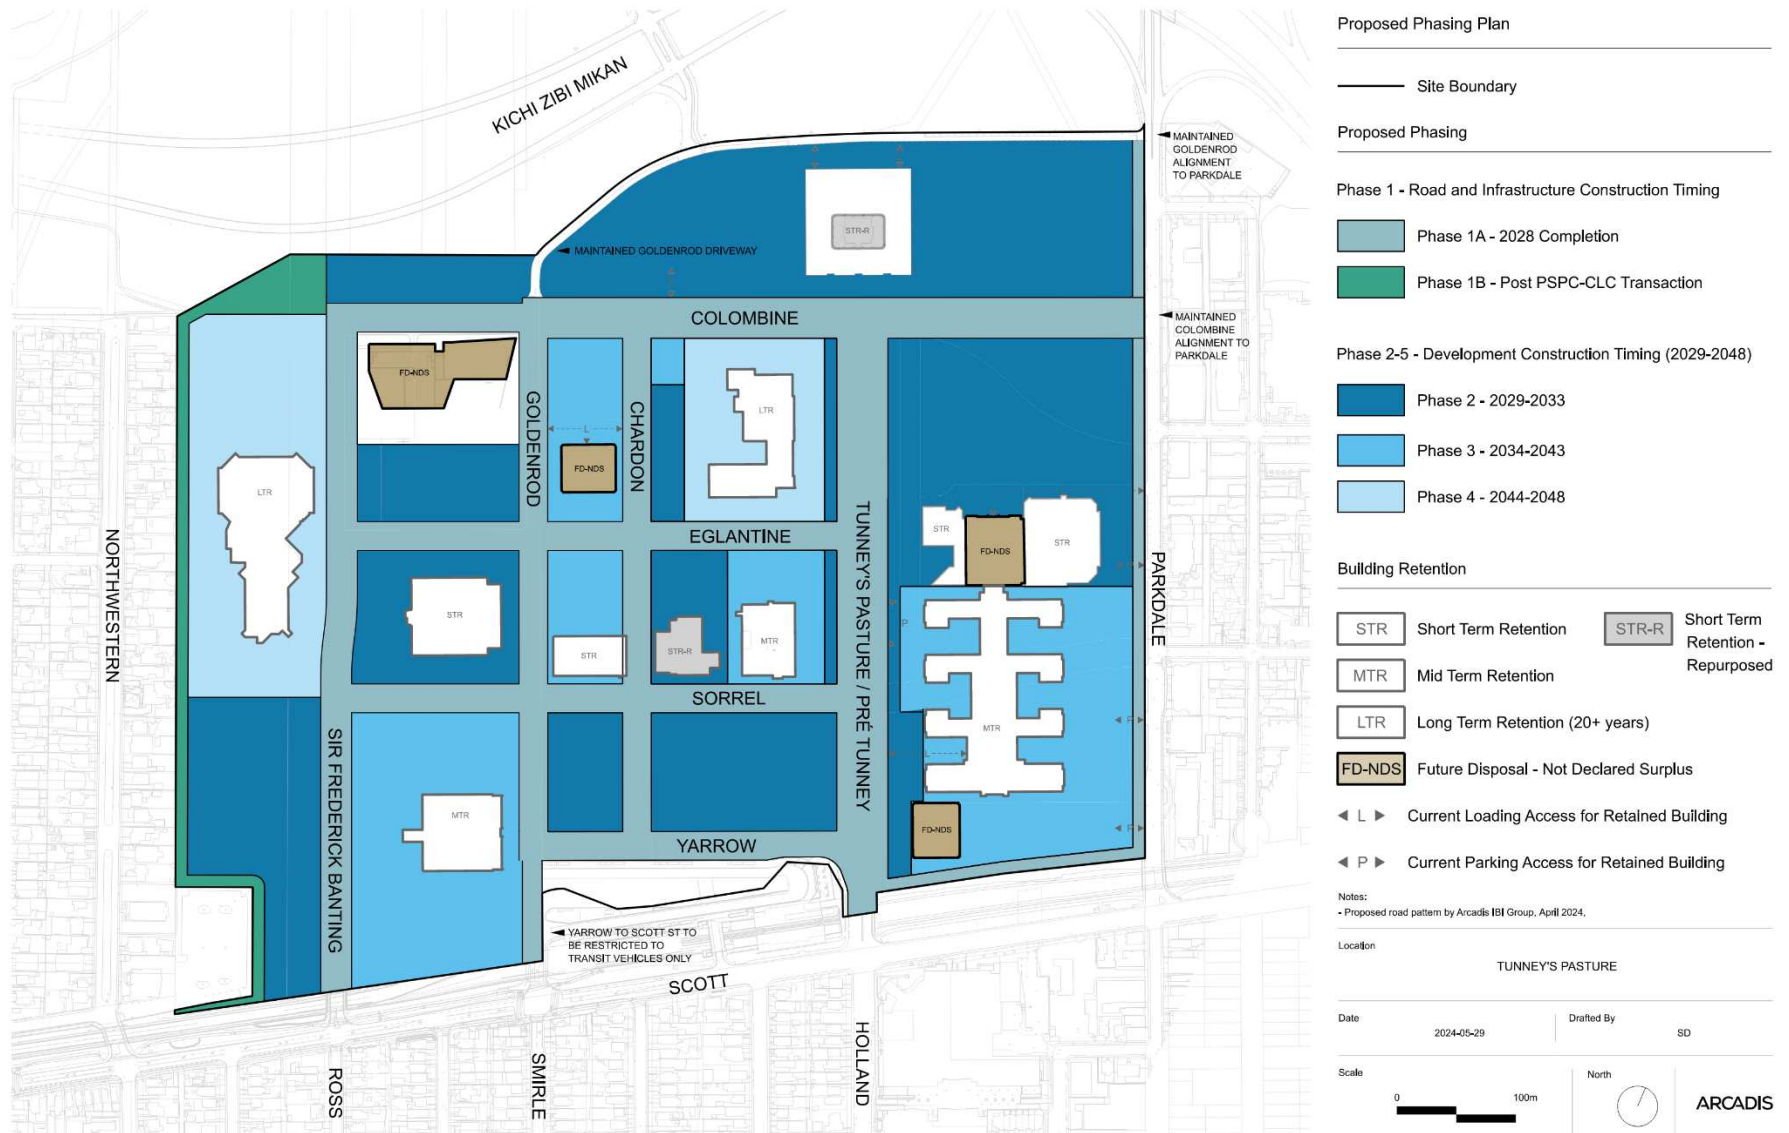 KICHI ZIBI MIKAN
MAINTAINED
GOLDENROD
ALIGNMENT
TO PARKDALE
STR-R
MAINTAINED GOLDENROD DRIVEWAY
COLOMBINE
MAINTAINED
COLOMBINE
ALIGNMENT TO
PARKDALE
FD-NDS
GOLDENROD
L
FD-NDS
CHARDON
LTR
LTR
EGLANTINE
TUNNEY'S PASTURE / PRÉ TUNNEY
STR
FD-NDS
STR
P
PARKDALE
NORTHWESTERN
STR
STR
STR-R
MTR
P
SORREL
MTR
P
L
SIR FREDERICK BANTING
MTR
YARROW
FD-NDS
P
YARROW TO SCOTT ST TO
BE RESTRICTED TO
TRANSIT VEHICLES ONLY
SCOTT
ROSS
SMIRLE
HOLLAND
Proposed Phasing Plan
Site Boundary
Proposed Phasing
Phase 1 - Road and Infrastructure Construction Timing
Phase 1A - 2028 Completion
Phase 1B - Post PSPC-CLC Transaction
Phase 2-5 - Development Construction Timing (2029-2048)
Phase 2 - 2029-2033
Phase 3 - 2034-2043
Phase 4 - 2044-2048
Building Retention
STR Short Term Retention
STR-R Short Term
Retention -
Repurposed
MTR Mid Term Retention
LTR Long Term Retention (20+ years)
FD-NDS Future Disposal - Not Declared Surplus
L Current Loading Access for Retained Building
P Current Parking Access for Retained Building
Notes:
- Proposed road pattern by Arcadis IBI Group, April 2024.
Location
TUNNEY'S PASTURE
Date
2024-05-29
Drafted By
SD
Scale
0 100m
North
ARCADIS